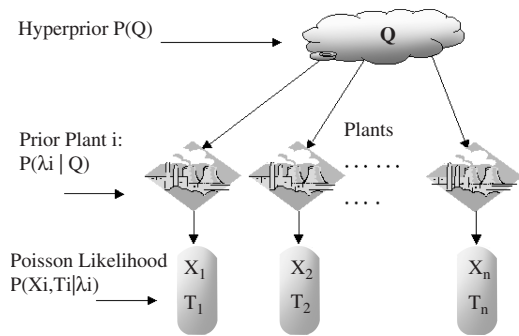 Hyperprior P(Q)
Q
Prior Plant i:
P(λi | Q)
Plants
... ...
....
Poisson Likelihood
P(Xi,Ti|λi)
X₁
T₁
X₂
T₂
Xₙ
Tₙ